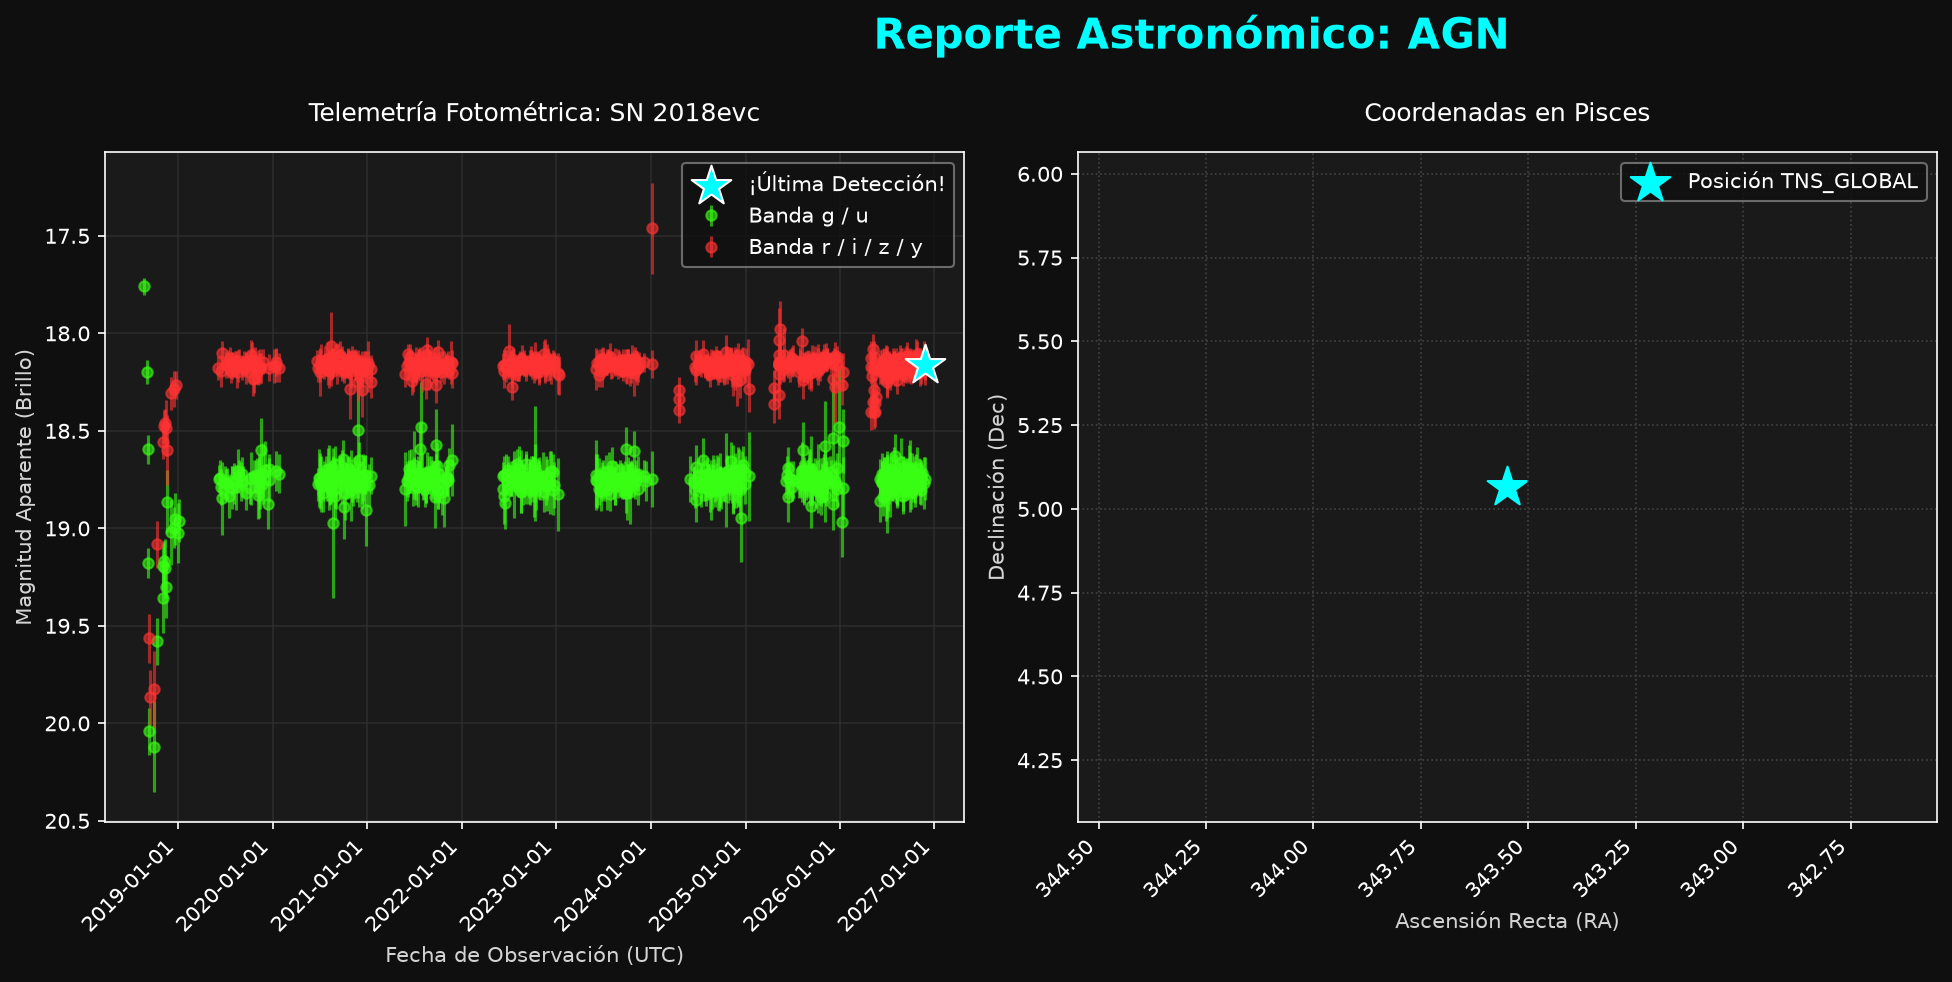 Reporte Astronómico: AGN
Telemetría Fotométrica: SN 2018evc
¡Última Detección!
Banda g / u
Banda r / i / z / y
Magnitud Aparente (Brillo)
17.5
18.0
18.5
19.0
19.5
20.0
20.5
2019-01-01
2020-01-01
2021-01-01
2022-01-01
2023-01-01
2024-01-01
2025-01-01
2026-01-01
2027-01-01
Fecha de Observación (UTC)
Coordenadas en Pisces
Posición TNS_GLOBAL
Declinación (Dec)
6.00
5.75
5.50
5.25
5.00
4.75
4.50
4.25
344.50
344.25
344.00
343.75
343.50
343.25
343.00
342.75
Ascensión Recta (RA)